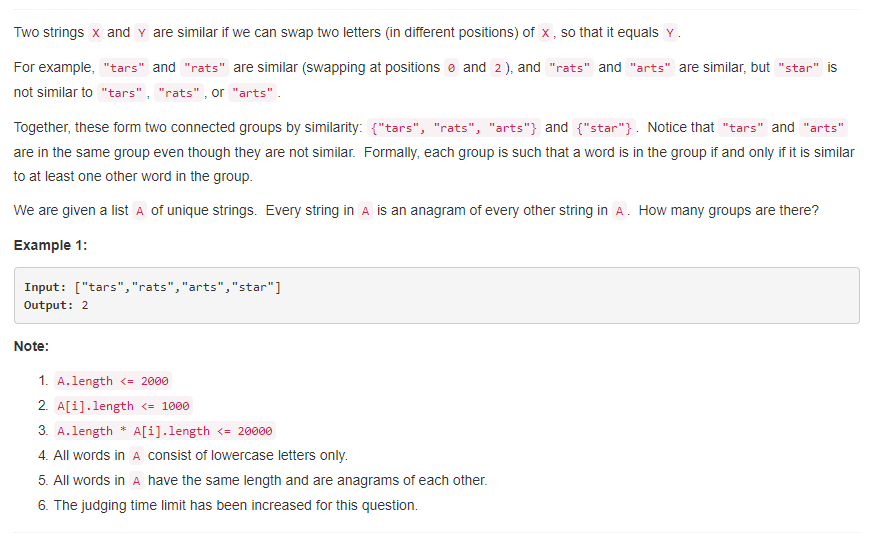 Two strings X and Y are similar if we can swap two letters (in different positions) of X, so that it equals Y.
For example, "tars" and "rats" are similar (swapping at positions 0 and 2), and "rats" and "arts" are similar, but "star" is
not similar to "tars", "rats", or "arts".
Together, these form two connected groups by similarity: {"tars", "rats", "arts"} and {"star"}. Notice that "tars" and "arts"
are in the same group even though they are not similar. Formally, each group is such that a word is in the group if and only if it is similar
to at least one other word in the group.
We are given a list A of unique strings. Every string in A is an anagram of every other string in A. How many groups are there?
Example 1:
Input: ["tars","rats","arts","star"]
Output: 2
Note:
1. A.length <= 2000
2. A[i].length <= 1000
3. A.length * A[i].length <= 20000
4. All words in A consist of lowercase letters only.
5. All words in A have the same length and are anagrams of each other.
6. The judging time limit has been increased for this question.